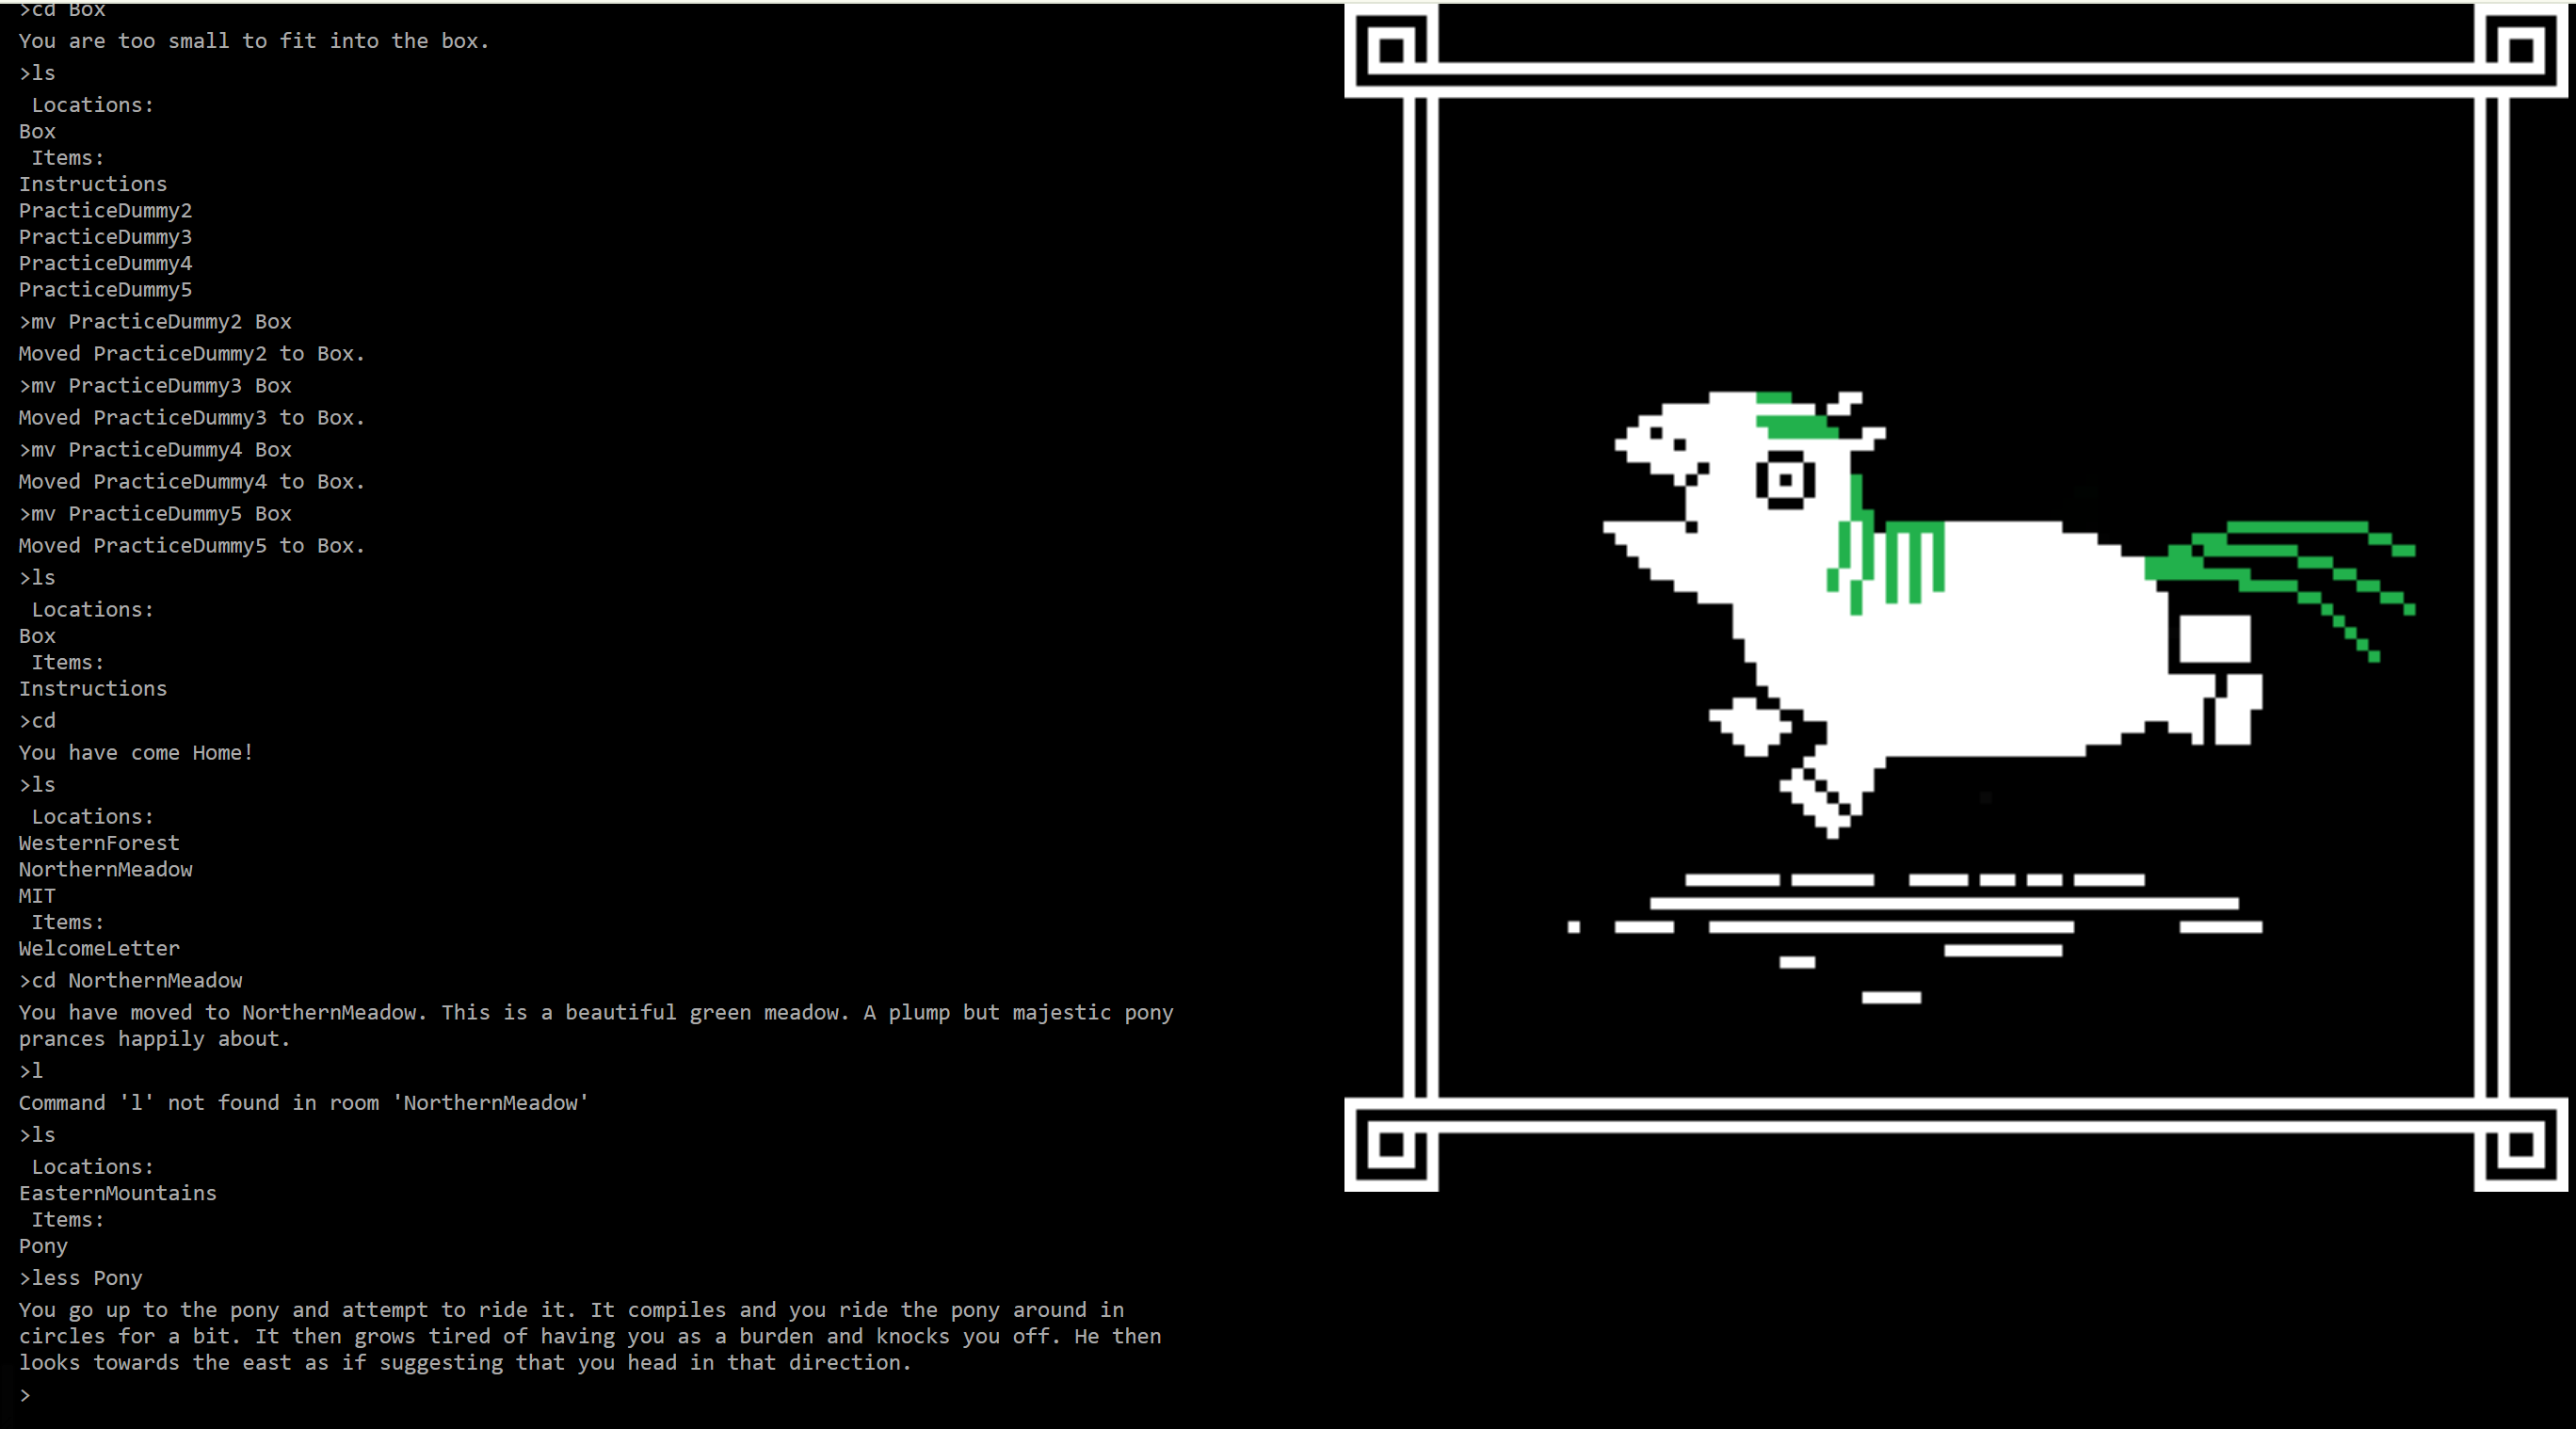 >cd Box
You are too small to fit into the box.
>ls
Locations:
Box
Items:
Instructions
PracticeDummy2
PracticeDummy3
PracticeDummy4
PracticeDummy5
>mv PracticeDummy2 Box
Moved PracticeDummy2 to Box.
>mv PracticeDummy3 Box
Moved PracticeDummy3 to Box.
>mv PracticeDummy4 Box
Moved PracticeDummy4 to Box.
>mv PracticeDummy5 Box
Moved PracticeDummy5 to Box.
>ls
Locations:
Box
Items:
Instructions
>cd
You have come Home!
>ls
Locations:
WesternForest
NorthernMeadow
MIT
Items:
WelcomeLetter
>cd NorthernMeadow
You have moved to NorthernMeadow. This is a beautiful green meadow. A plump but majestic pony
prances happily about.
>l
Command 'l' not found in room 'NorthernMeadow'
>ls
Locations:
EasternMountains
Items:
Pony
>less Pony
You go up to the pony and attempt to ride it. It compiles and you ride the pony around in
circles for a bit. It then grows tired of having you as a burden and knocks you off. He then
looks towards the east as if suggesting that you head in that direction.
>